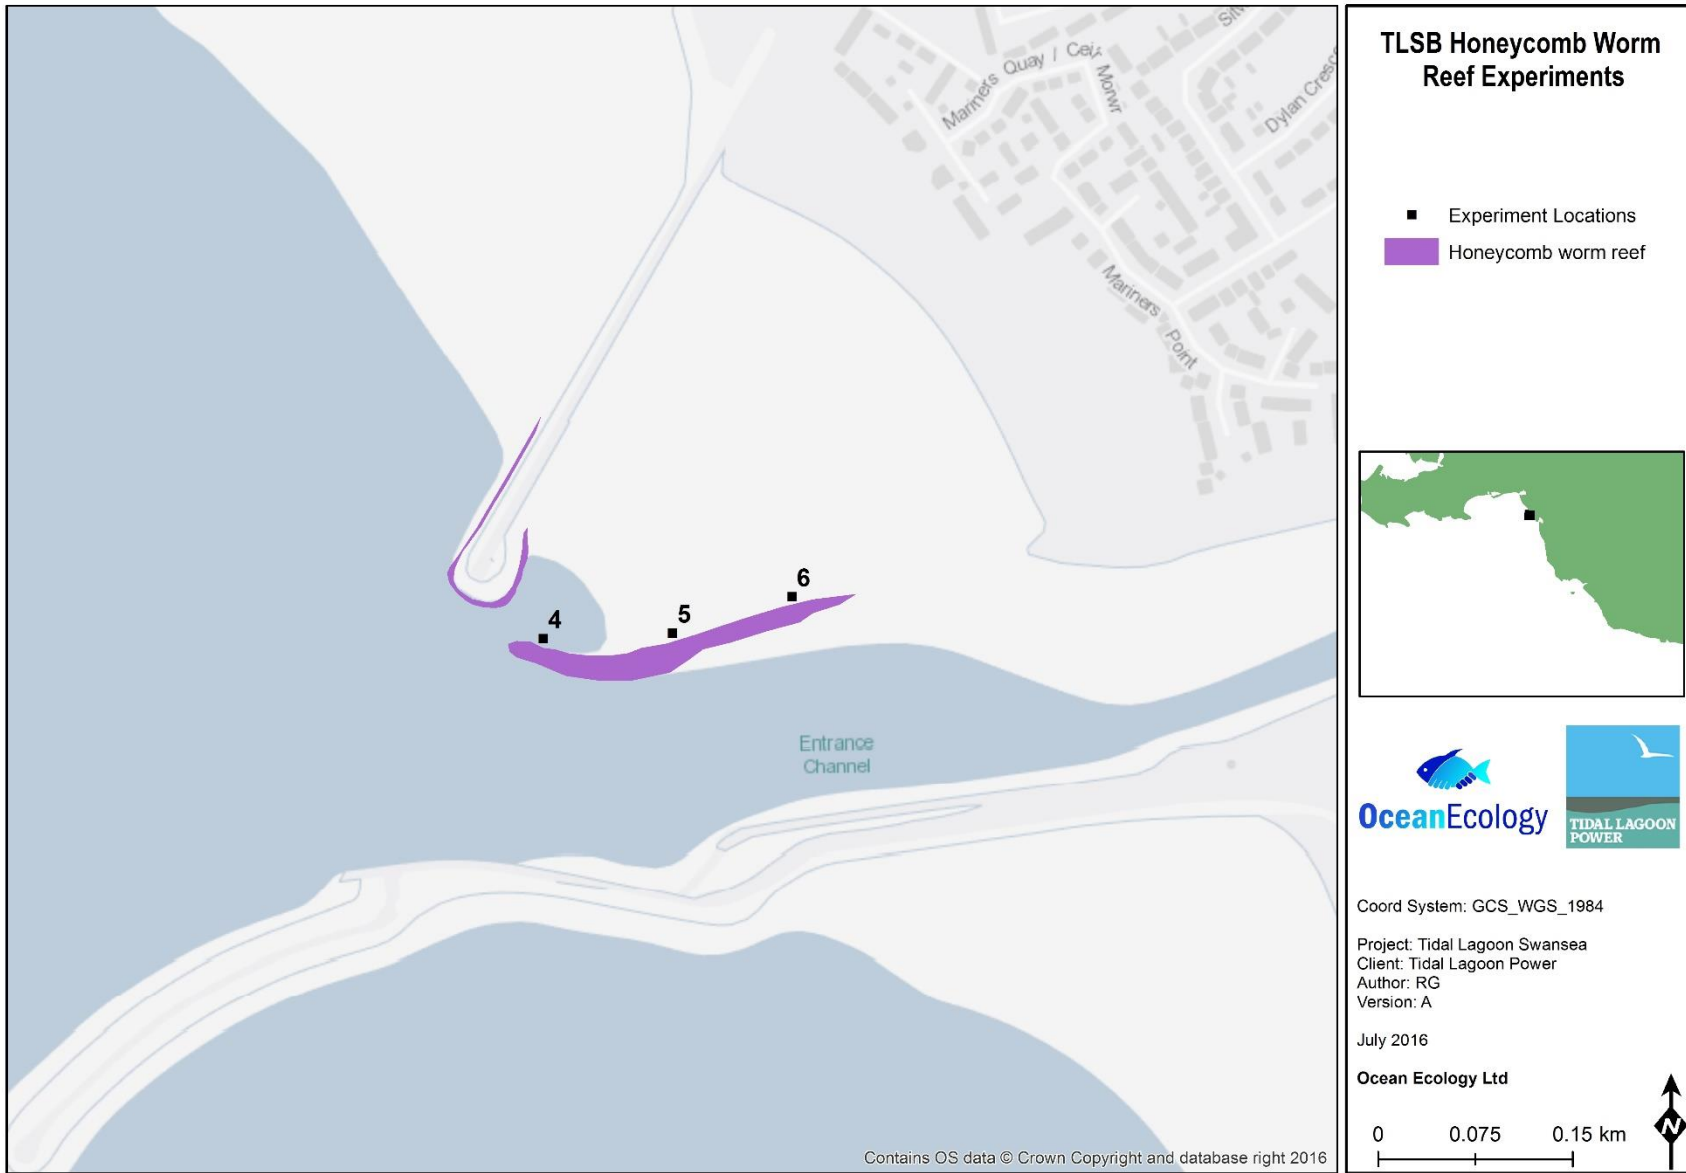 TLSB Honeycomb Worm
Reef Experiments
Experiment Locations
Honeycomb worm reef
Mariners Quay / Ceir Morwr
Dylan Cresc
Mariners Point
6
5
4
Entrance
Channel
OceanEcology
TIDAL LAGOON
POWER
Coord System: GCS_WGS_1984
Project: Tidal Lagoon Swansea
Client: Tidal Lagoon Power
Author: RG
Version: A
July 2016
Ocean Ecology Ltd
0 0.075 0.15 km
N
Contains OS data © Crown Copyright and database right 2016